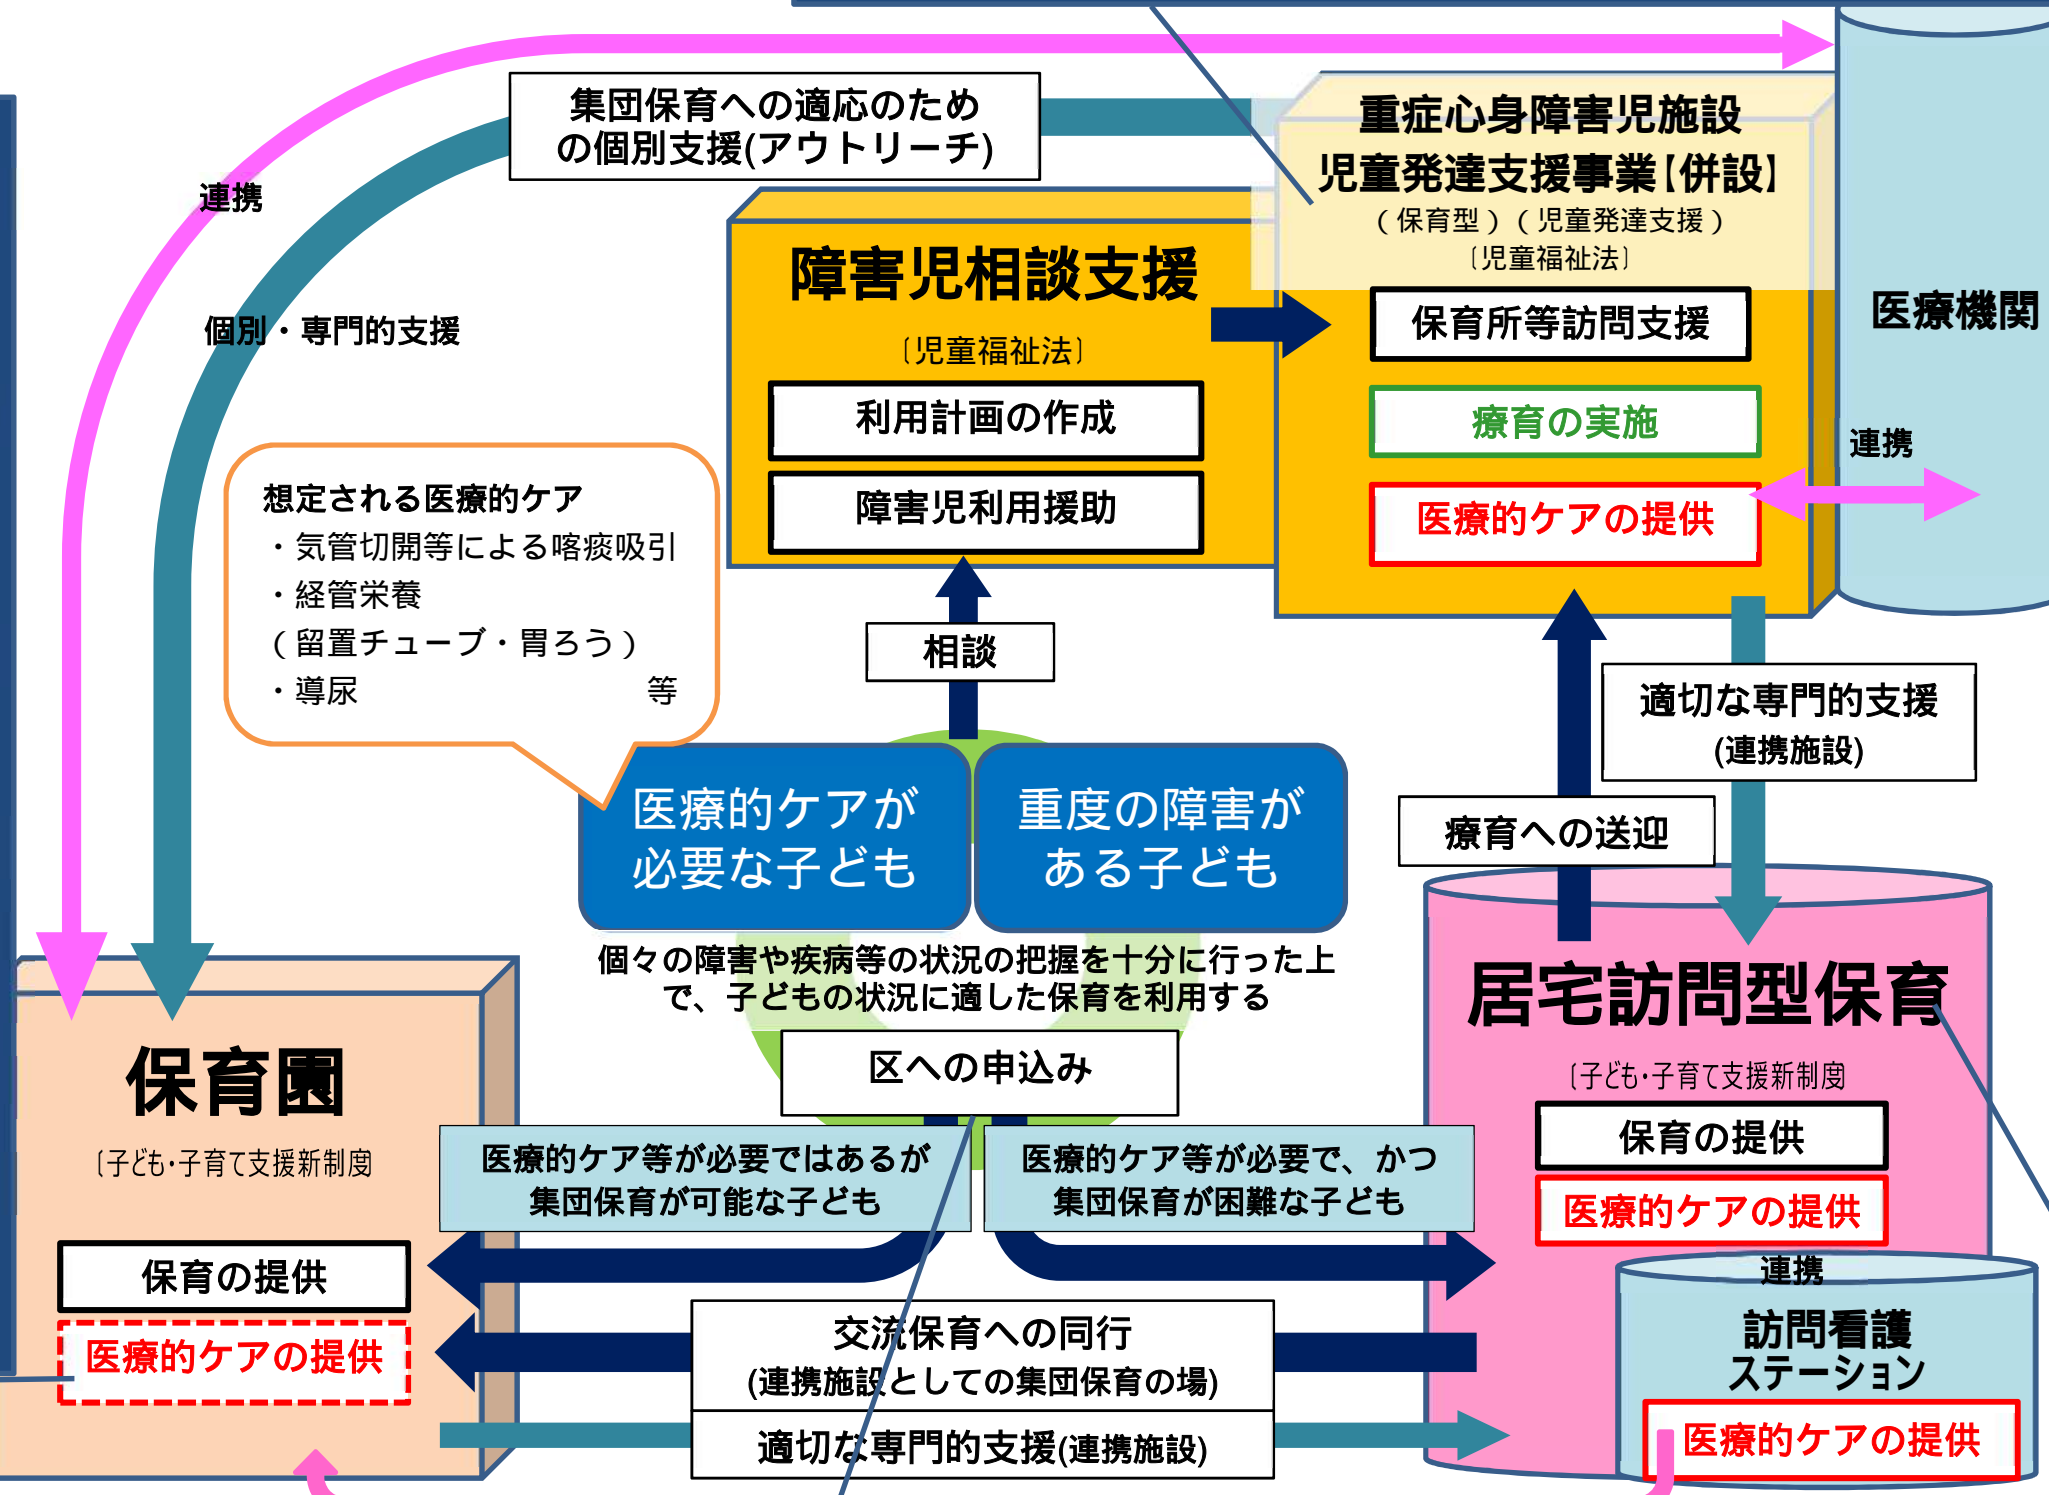 集団保育への適応のため
の個別支援(アウトリーチ)
連携
個別・専門的支援
重症心身障害児施設
児童発達支援事業【併設】
（保育型）（児童発達支援）
〔児童福祉法〕
保育所等訪問支援
療育の実施
医療的ケアの提供
医療機関
連携
障害児相談支援
〔児童福祉法〕
利用計画の作成
障害児利用援助
想定される医療的ケア
・気管切開等による喀痰吸引
・経管栄養
（留置チューブ・胃ろう）
・導尿 等
相談
適切な専門的支援
(連携施設)
療育への送迎
医療的ケアが
必要な子ども
重度の障害が
ある子ども
個々の障害や疾病等の状況の把握を十分に行った上
で、子どもの状況に適した保育を利用する
区への申込み
医療的ケア等が必要ではあるが
集団保育が可能な子ども
医療的ケア等が必要で、かつ
集団保育が困難な子ども
保育園
〔子ども・子育て支援新制度
保育の提供
医療的ケアの提供
交流保育への同行
(連携施設としての集団保育の場)
適切な専門的支援(連携施設)
居宅訪問型保育
〔子ども・子育て支援新制度
保育の提供
医療的ケアの提供
連携
訪問看護
ステーション
医療的ケアの提供